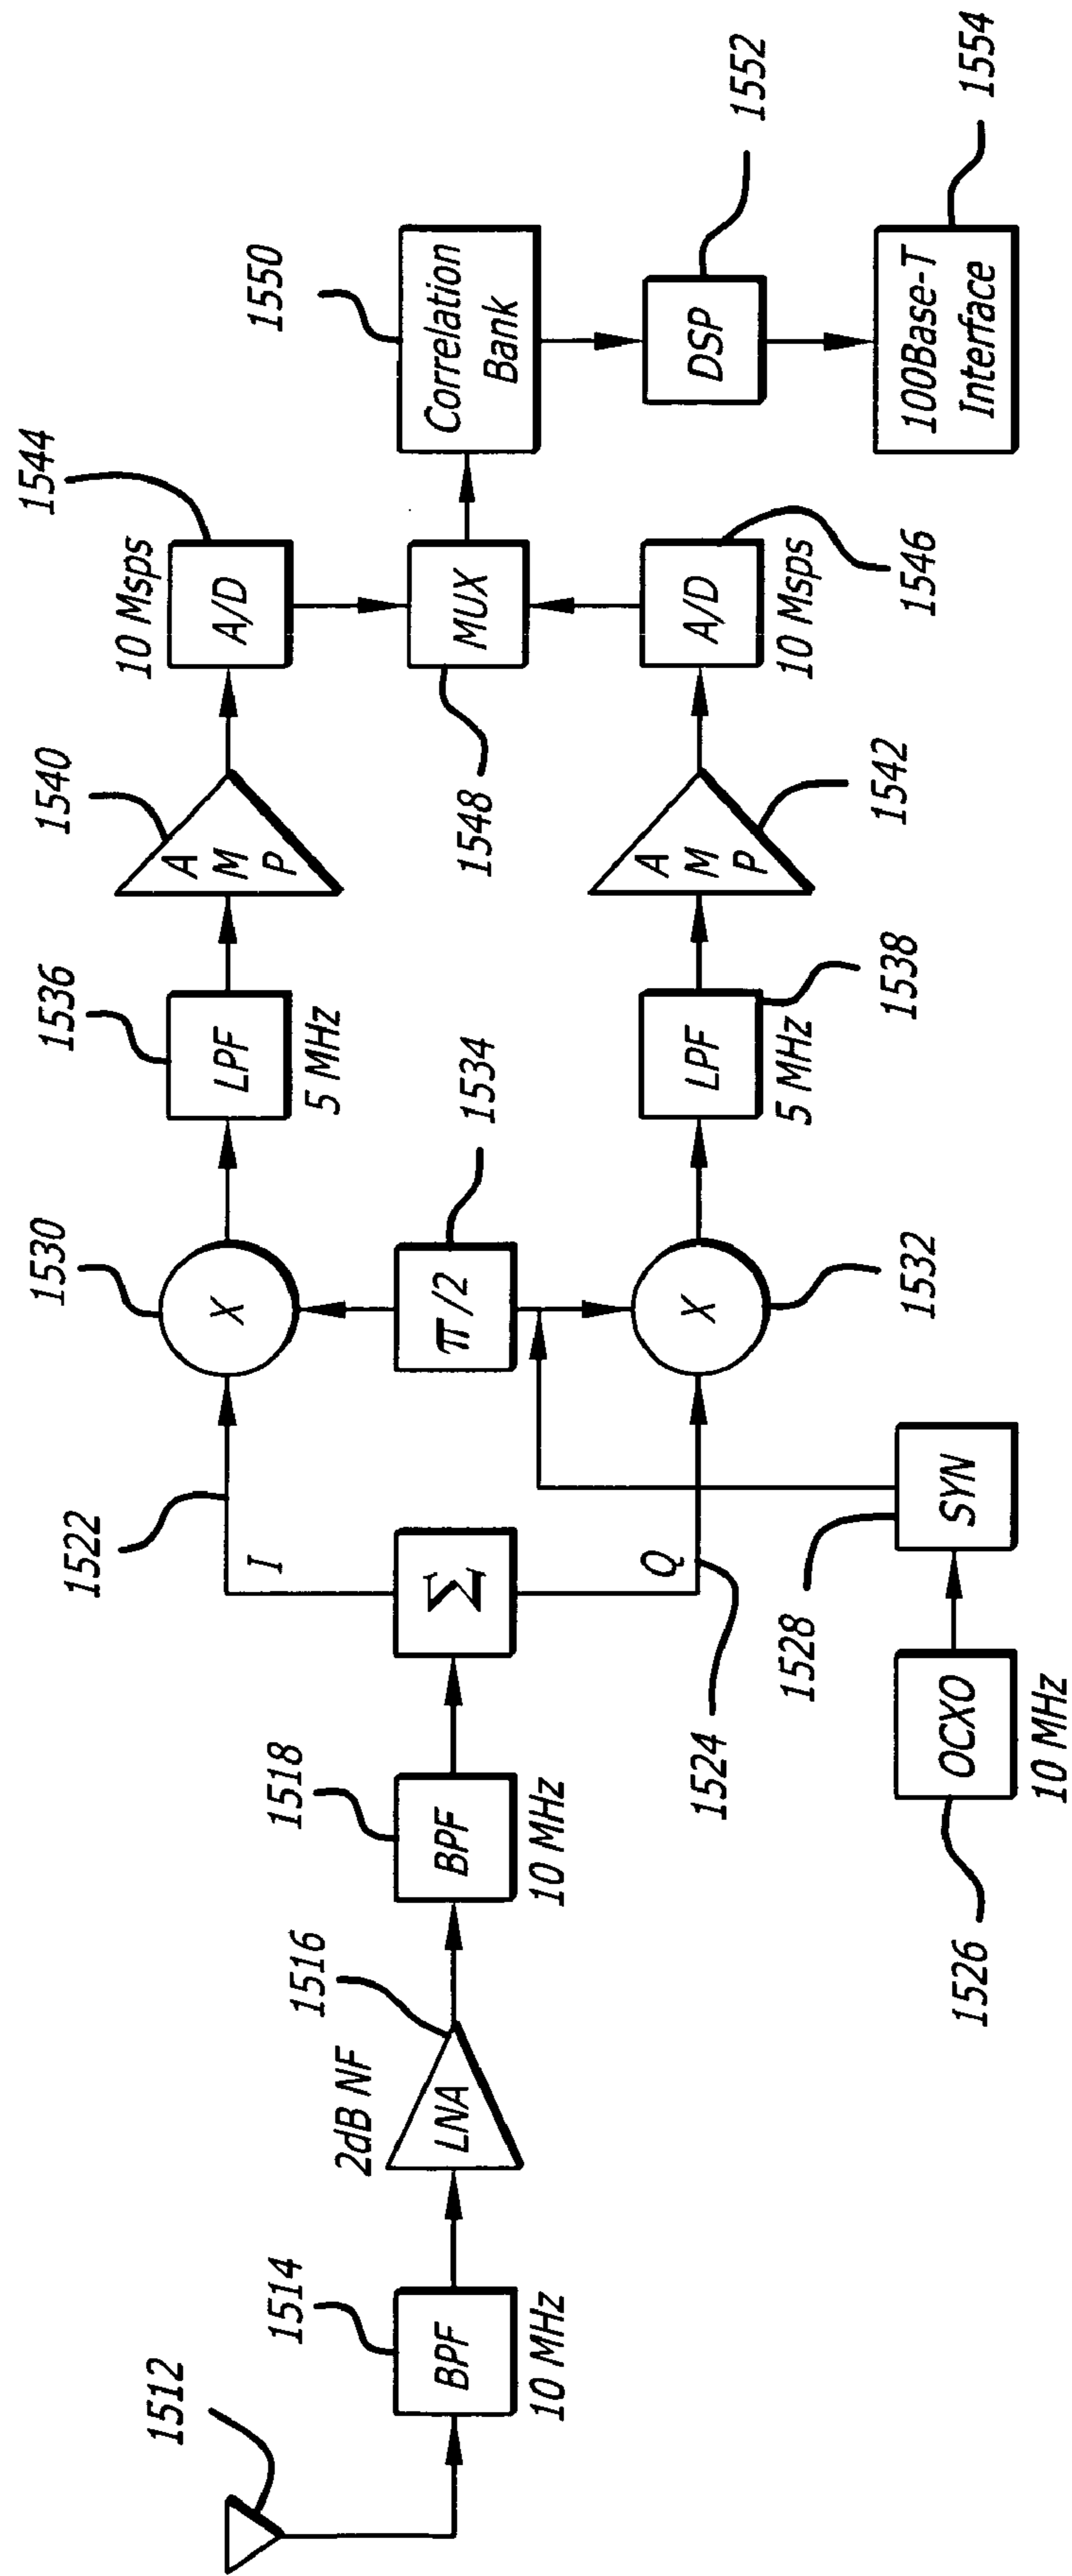 1512
1514
BPF
10 MHz
2dB NF
1516
LNA
1518
BPF
10 MHz
Σ
1522
I
Q
1524
1526
OCXO
10 MHz
1528
SYN
1530
X
π/2
1534
X
1532
1536
LPF
5 MHz
LPF
5 MHz
1538
1540
A
M
P
A
M
P
1542
10 Msps
1544
A/D
MUX
1548
A/D
10 Msps
1546
1550
Correlation
Bank
DSP
1552
100Base-T
Interface
1554